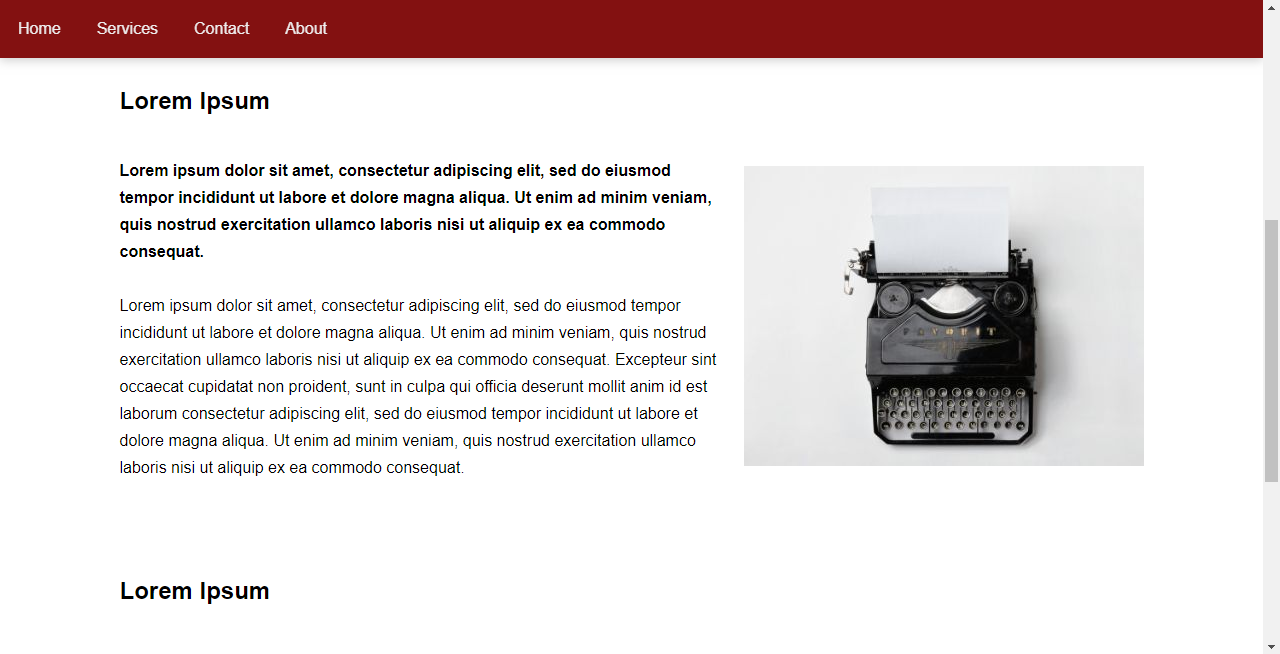 Home Services Contact About
Lorem Ipsum
Lorem ipsum dolor sit amet, consectetur adipiscing elit, sed do eiusmod
tempor incididunt ut labore et dolore magna aliqua. Ut enim ad minim veniam,
quis nostrud exercitation ullamco laboris nisi ut aliquip ex ea commodo
consequat.
Lorem ipsum dolor sit amet, consectetur adipiscing elit, sed do eiusmod tempor
incididunt ut labore et dolore magna aliqua. Ut enim ad minim veniam, quis nostrud
exercitation ullamco laboris nisi ut aliquip ex ea commodo consequat. Excepteur sint
occaecat cupidatat non proident, sunt in culpa qui officia deserunt mollit anim id est
laborum consectetur adipiscing elit, sed do eiusmod tempor incididunt ut labore et
dolore magna aliqua. Ut enim ad minim veniam, quis nostrud exercitation ullamco
laboris nisi ut aliquip ex ea commodo consequat.
FAVORIT
Lorem Ipsum